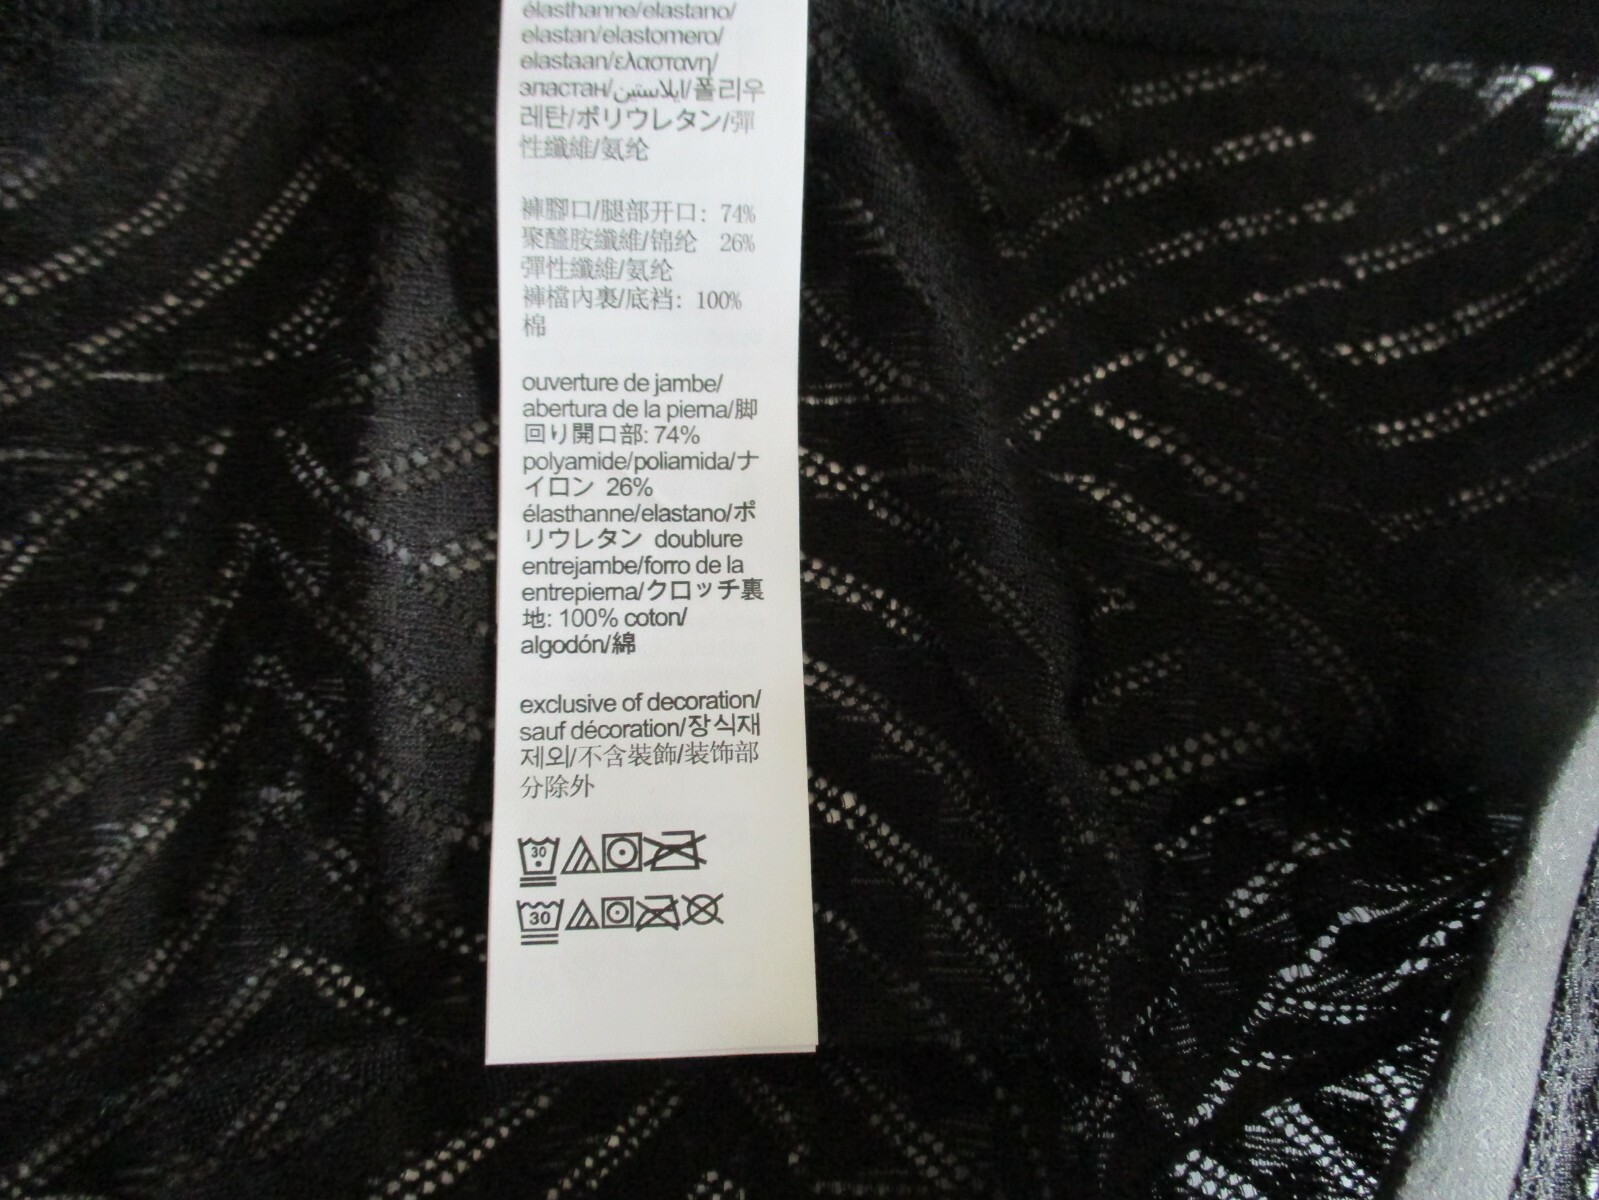 élasthanne/elastano/
elastan/elastomero/
elastaan/ελαστανη/
эластан/إيلاستين/폴리우
레탄/ポリウレタン/彈
性纖維/氨纶
褲腳口/腿部开口: 74%
聚醯胺纖維/锦纶 26%
彈性纖維/氨纶
褲檔內裏/底裆: 100%
棉
ouverture de jambe/
abertura de la pierna/脚
回り開口部: 74%
polyamide/poliamida/ナ
イロン 26%
élasthanne/elastano/ポ
リウレタン doublure
entrejambe/forro de la
entrepierna/クロッチ裏
地: 100% coton/
algodón/綿
exclusive of decoration/
sauf décoration/장식재
제외/不含裝飾/装饰部
分除外
30
30